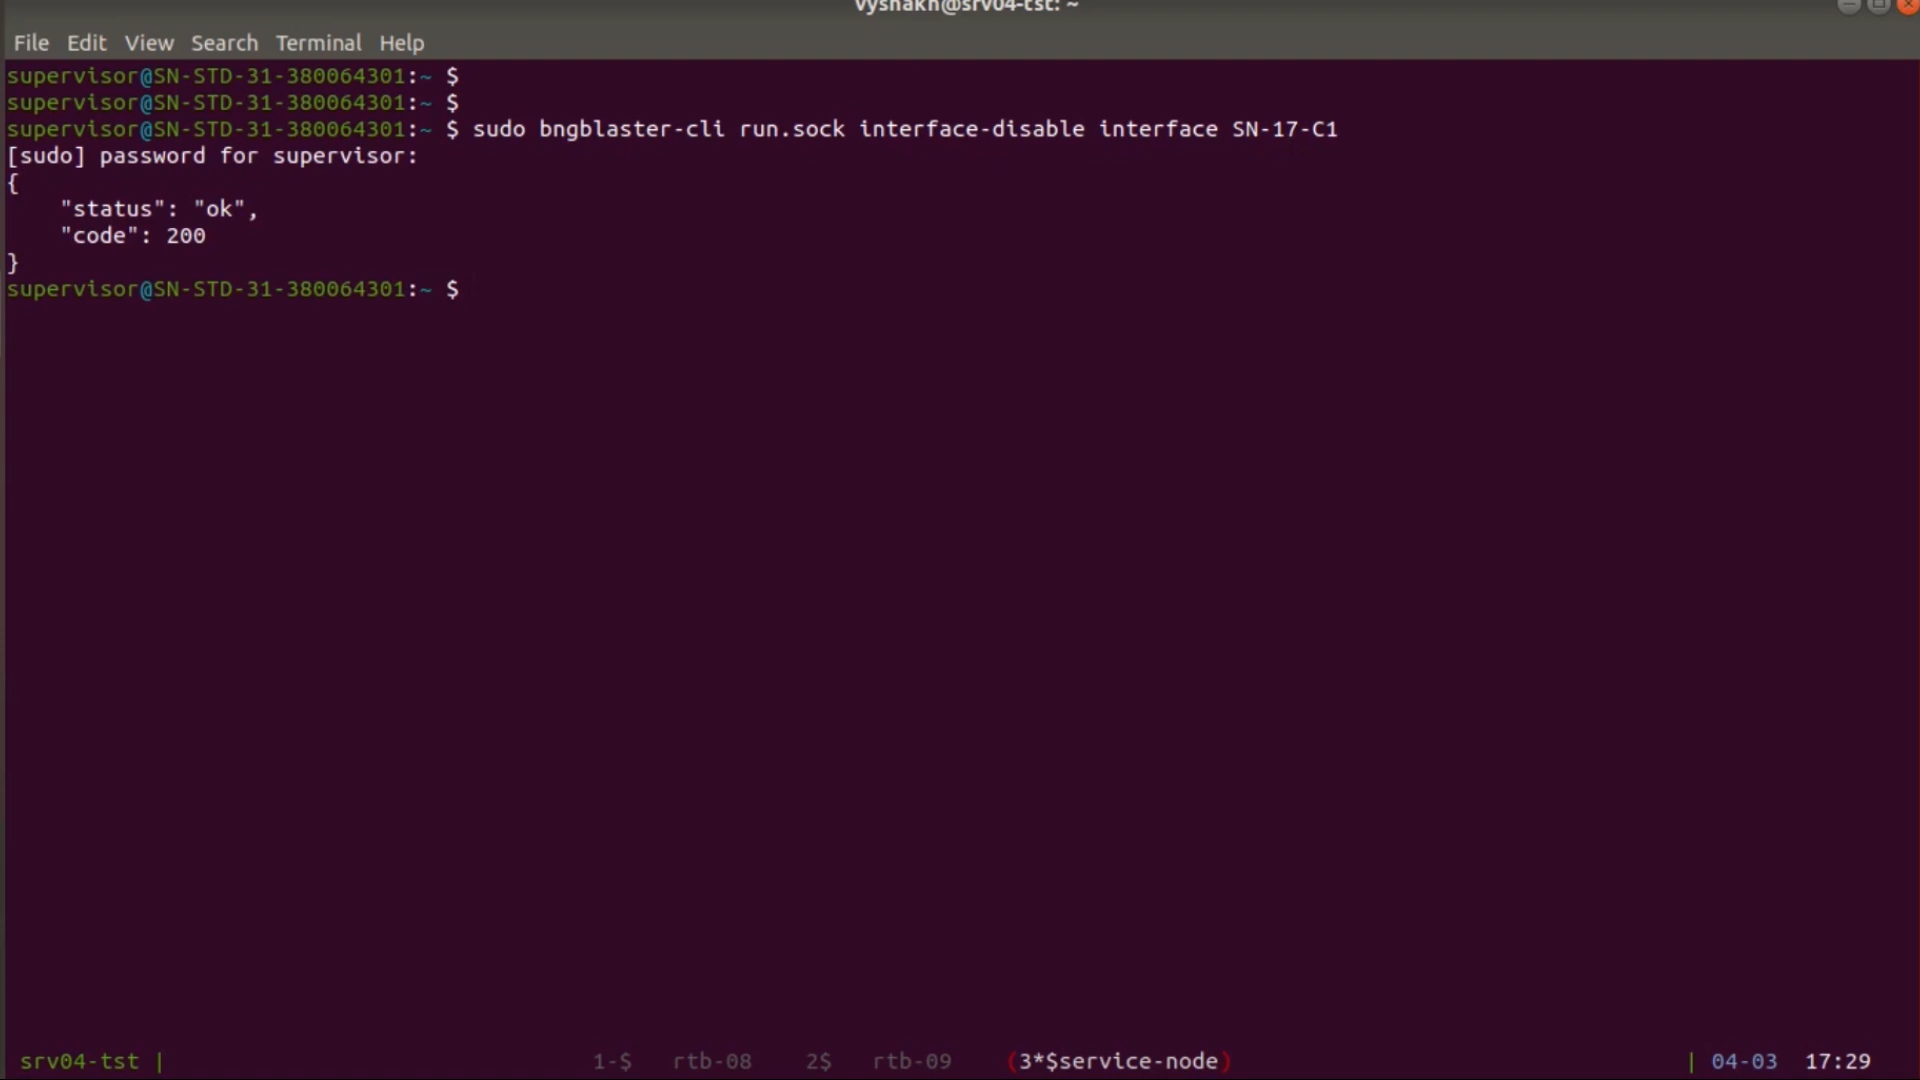 vyshakh@srv04-tst: ~
File Edit View Search Terminal Help
supervisor@SN-STD-31-380064301:~ $
supervisor@SN-STD-31-380064301:~ $
supervisor@SN-STD-31-380064301:~ $ sudo bngblaster-cli run.sock interface-disable interface SN-17-C1
[sudo] password for supervisor:
{
    "status": "ok",
    "code": 200
}
supervisor@SN-STD-31-380064301:~ $
srv04-tst | 1-$ rtb-08 2$ rtb-09 (3*$service-node) | 04-03 17:29